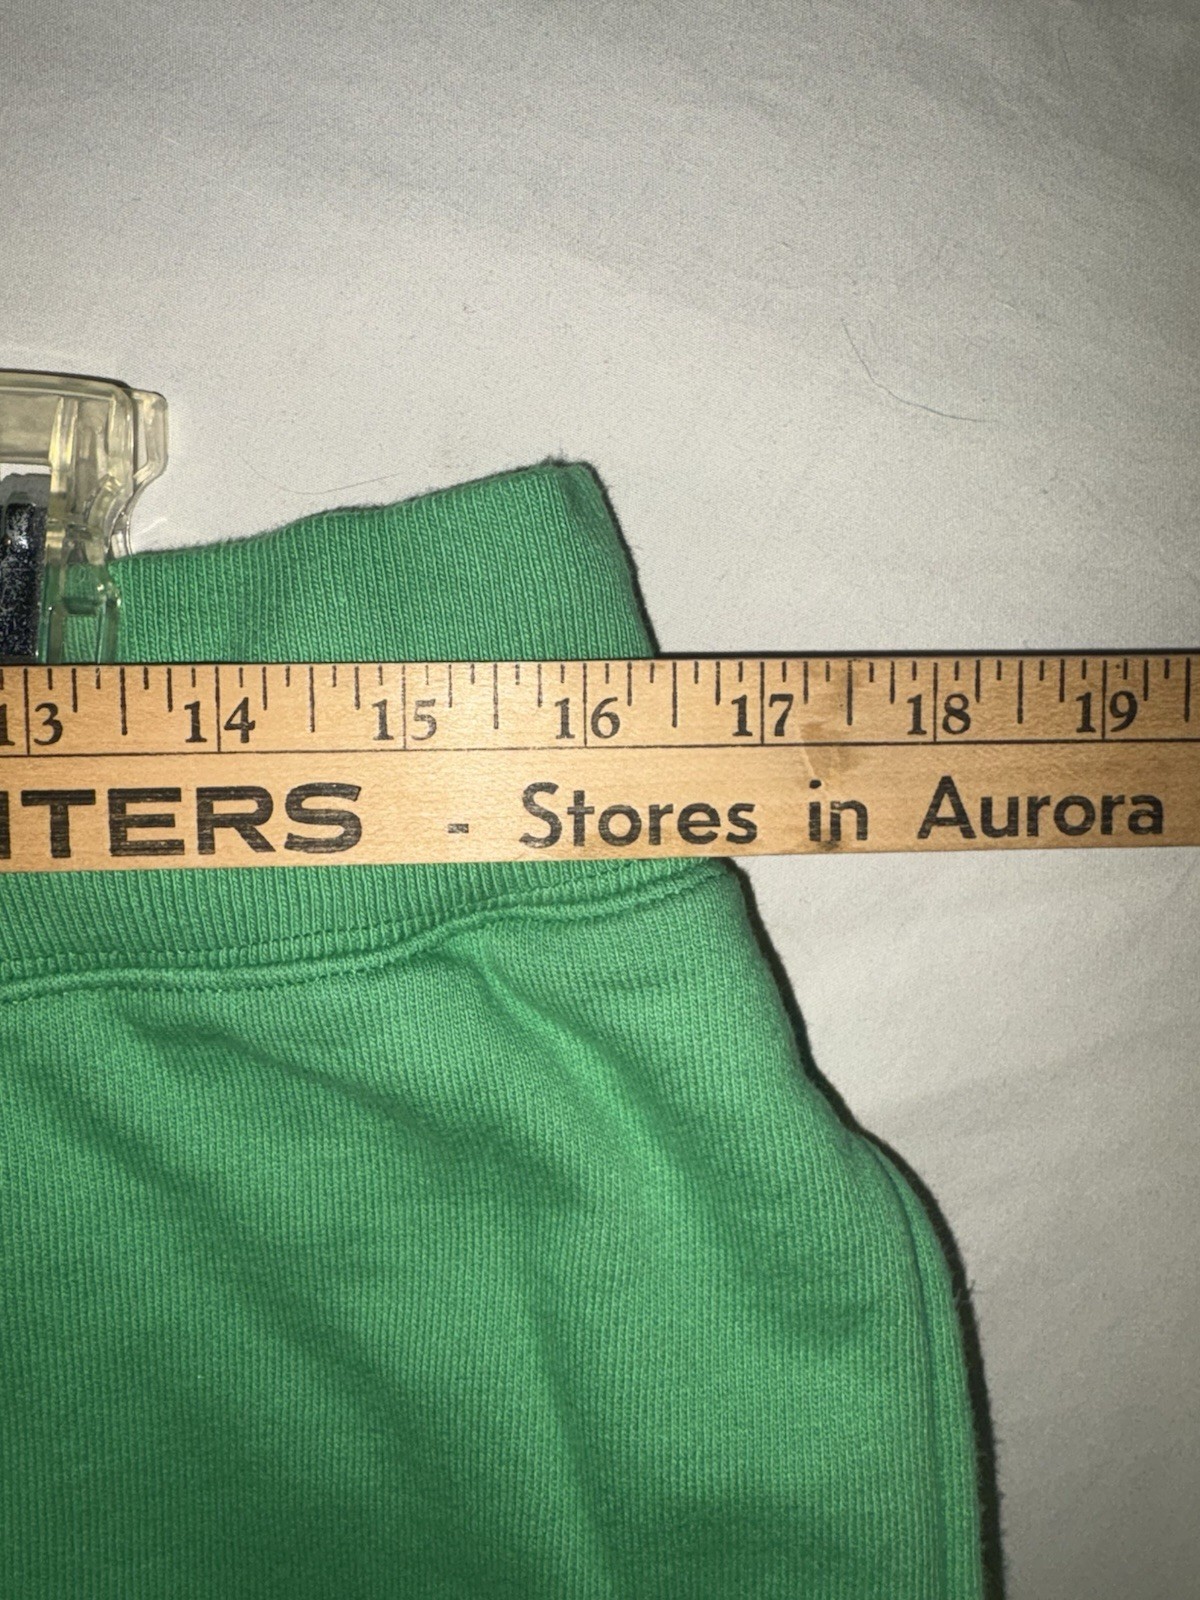 13 14 15 16 17 18 19
ITERS - Stores in Aurora